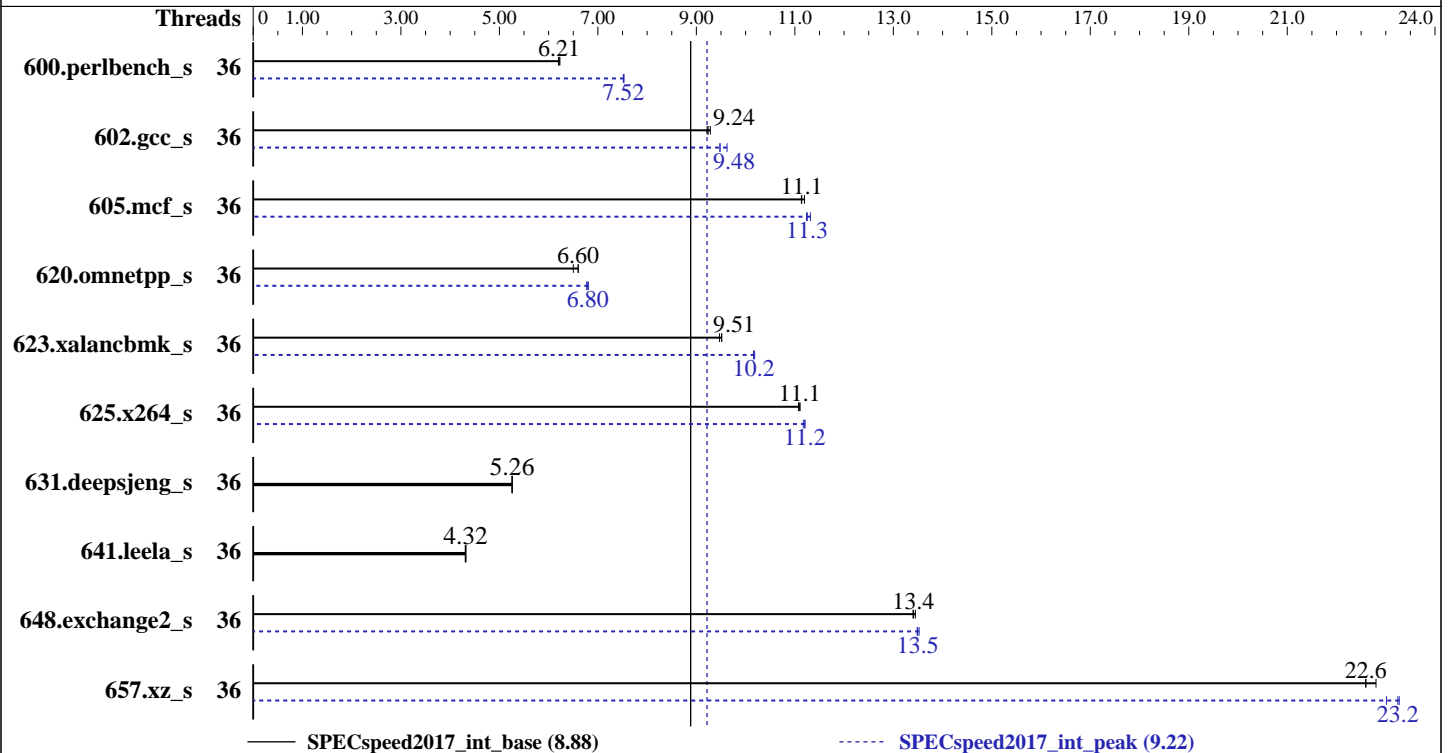 Threads 0 1.00 3.00 5.00 7.00 9.00 11.0 13.0 15.0 17.0 19.0 21.0 24.0
6.21
600.perlbench_s 36
7.52
9.24
602.gcc_s 36
9.48
11.1
605.mcf_s 36
11.3
6.60
620.omnetpp_s 36
6.80
9.51
623.xalancbmk_s 36
10.2
11.1
625.x264_s 36
11.2
5.26
631.deepsjeng_s 36
4.32
641.leela_s 36
13.4
648.exchange2_s 36
13.5
22.6
657.xz_s 36
23.2
SPECspeed2017_int_base (8.88) SPECspeed2017_int_peak (9.22)